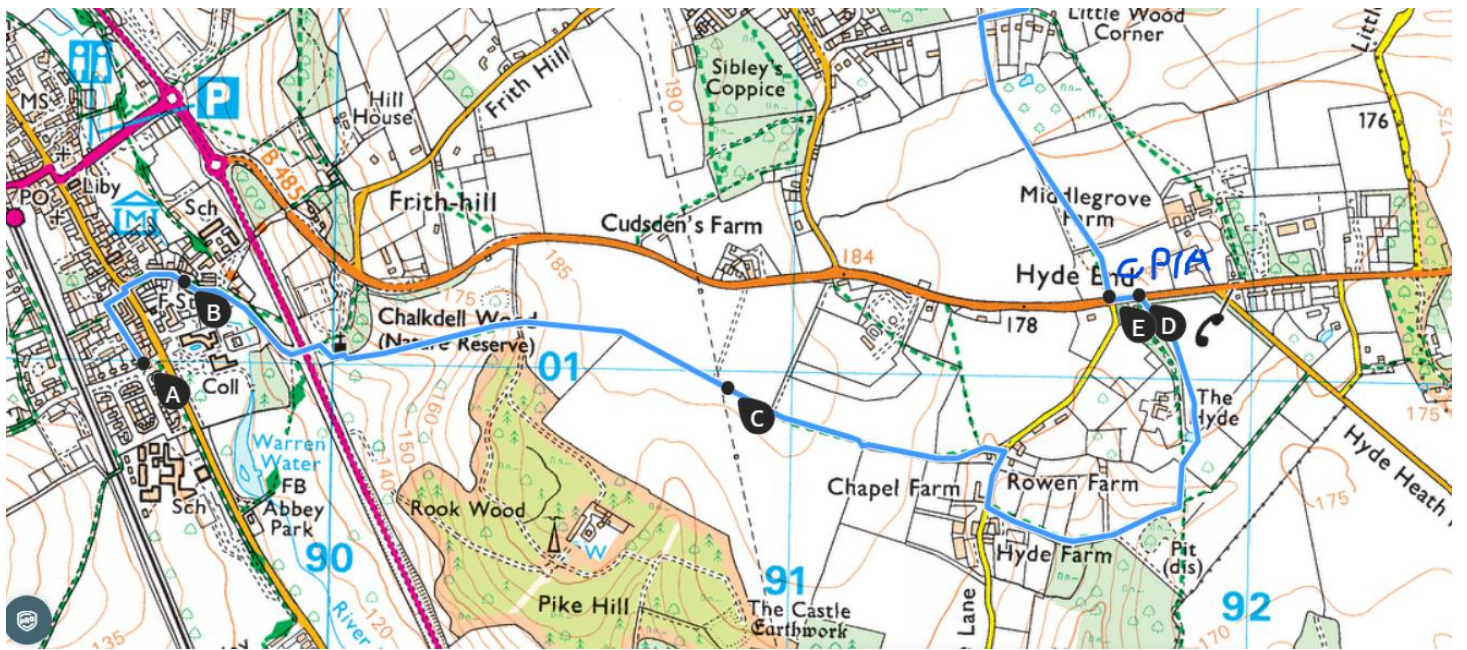 Little Wood
Corner
Sibley's
Coppice
190
Frith Hill
Hill
House
P
MS
176
175
B 485
Liby
PO
M
Sch
Frith-hill
Middlegrove
Farm
Cudsden's Farm
184
185
Hyde End
CPIA
175
178
B
E
D
Chalkdell Wood
(Nature Reserve)
01
A
Coll
160
150
140
C
The
Hyde
175
Warren
Water
FB
Abbey
Park
Sch
Hyde Heath
Chapel Farm
Rowen Farm
175
Rook Wood
W
Hyde Farm
Pit
(dis)
90
91
92
Pike Hill
The Castle
Earthwork
Lane
River
120
135
170